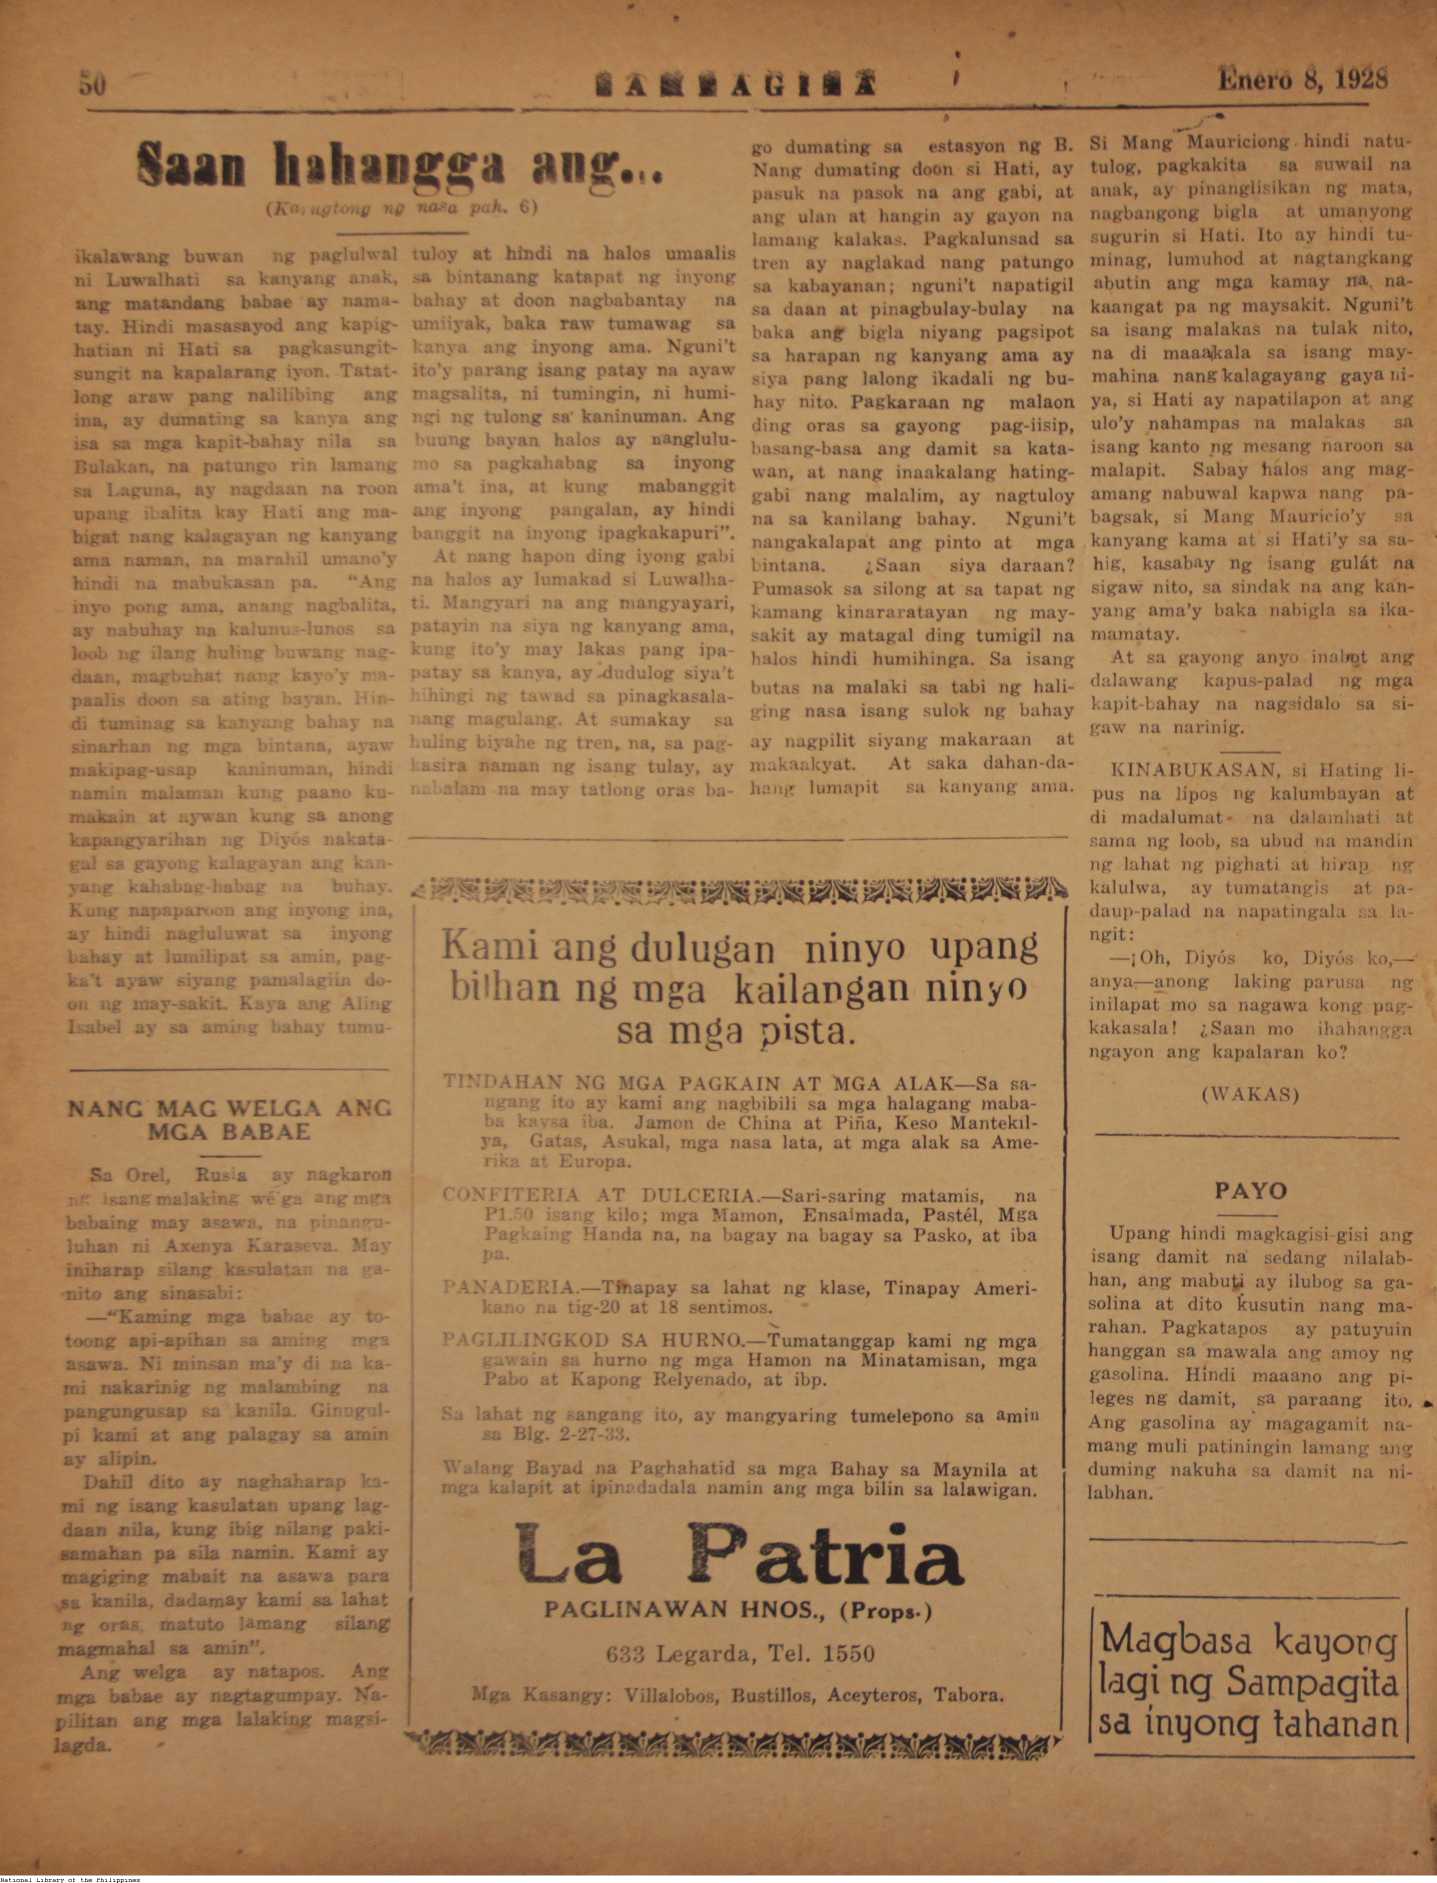 50
SAMPAGITA
Enero 8, 1928
Saan hahangga ang...
(Karugtong ng nasa pah. 6)
ikalawang buwan ng paglulwal
ni Luwalhati sa kanyang anak,
ang matandang babae ay nama-
tay. Hindi masasayod ang kapig-
hatian ni Hati sa pagkasungit-
sungit na kapalarang iyon. Tatat-
long araw pang nalilibing ang
ina, ay dumating sa kanya ang
isa sa mga kapit-bahay nila sa
Bulakan, na patungo rin lamang
sa Laguna, ay nagdaan na roon
upang ibalita kay Hati ang ma-
bigat nang kalagayan ng kanyang
ama naman, na marahil umano'y
hindi na mabukasan pa. "Ang
inyo pong ama, anang nagbalita,
ay nabuhay na kalunus-lunos sa
loob ng ilang huling buwang nag-
daan, magbuhat nang kayo'y ma-
paalis doon sa ating bayan. Hin-
di tuminag sa kanyang bahay na
sinarhan ng mga bintana, ayaw
makipag-usap kaninuman, hindi
namin malaman kung paano ku-
makain at aywan kung sa anong
kapangyarihan ng Diyós nakata-
gal sa gayong kalagayan ang kan-
yang kahabag-habag na buhay.
Kung napaparoon ang inyong ina,
ay hindi nagluluwat sa inyong
bahay at lumilipat sa amin, pag-
ka't ayaw siyang pamalagiin do-
on ng may-sakit. Kaya ang Aling
Isabel ay sa aming bahay tumu-
tuloy at hindi na halos umaalis
sa bintanang katapat ng inyong
bahay at doon nagbabantay na
umiiyak, baka raw tumawag sa
kanya ang inyong ama. Nguni't
ito'y parang isang patay na ayaw
magsalita, ni tumingin, ni humi-
ngi ng tulong sa kaninuman. Ang
buung bayan halos ay nanglulu-
mo sa pagkahabag sa inyong
ama't ina, at kung mabanggit
ang inyong pangalan, ay hindi
banggit na inyong ipagkakapuri".
At nang hapon ding iyong gabi
na halos ay lumakad si Luwalha-
ti. Mangyari na ang mangyayari,
patayin na siya ng kanyang ama,
kung ito'y may lakas pang ipa-
patay sa kanya, ay dudulog siya't
hihingi ng tawad sa pinagkasala-
nang magulang. At sumakay sa
huling biyahe ng tren, na, sa pag-
kasira naman ng isang tulay, ay
nabalam na may tatlong oras ba-
go dumating sa estasyon ng B.
Nang dumating doon si Hati, ay
pasuk na pasok na ang gabi, at
ang ulan at hangin ay gayon na
lamang kalakas. Pagkalunsad sa
tren ay naglakad nang patungo
sa kabayanan; nguni't napatigil
sa daan at pinagbulay-bulay na
baka ang bigla niyang pagsipot
sa harapan ng kanyang ama ay
siya pang lalong ikadali ng bu-
hay nito. Pagkaraan ng malaon
ding oras sa gayong pag-iisip,
basang-basa ang damit sa kata-
wan, at nang inaakalang hating-
gabi nang malalim, ay nagtuloy
na sa kanilang bahay. Nguni't
nangakalapat ang pinto at mga
bintana. ¿Saan siya daraan?
Pumasok sa silong at sa tapat ng
kamang kinararatayan ng may-
sakit ay matagal ding tumigil na
halos hindi humihinga. Sa isang
butas na malaki sa tabi ng hali-
ging nasa isang sulok ng bahay
ay nagpilit siyang makaraan at
makaakyat. At saka dahan-da-
hang lumapit sa kanyang ama.
Si Mang Mauriciong hindi natu-
tulog, pagkakita sa suwail na
anak, ay pinanglisikan ng mata,
nagbangong bigla at umanyong
sugurin si Hati. Ito ay hindi tu-
minag, lumuhod at nagtangkang
abutin ang mga kamay na na-
kaangat pa ng maysakit. Nguni't
sa isang malakas na tulak nito,
na di maaakala sa isang may-
mahina nang kalagayang gaya ni-
ya, si Hati ay napatilapon at ang
ulo'y nahampas na malakas sa
isang kanto ng mesang naroon sa
malapit. Sabay halos ang mag-
amang nabuwal kapwa nang pa-
bagsak, si Mang Mauricio'y sa
kanyang kama at si Hati'y sa sa-
hig, kasabay ng isang gulát na
sigaw nito, sa sindak na ang kan-
yang ama'y baka nabigla sa ika-
mamatay.
At sa gayong anyo inabot ang
dalawang kapus-palad ng mga
kapit-bahay na nagsidalo sa si-
gaw na narinig.
KINABUKASAN, si Hating li-
pus na lipos ng kalumbayan at
di madalumat na dalamhati at
sama ng loob, sa ubud na mandin
ng lahat ng pighati at hirap ng
kalulwa, ay tumatangis at pa-
daup-palad na napatingala sa la-
ngit:
—¡Oh, Diyós ko, Diyós ko,—
anya—anong laking parusa ng
inilapat mo sa nagawa kong pag-
kakasala! ¿Saan mo ihahangga
ngayon ang kapalaran ko?
(WAKAS)
NANG MAG WELGA ANG
MGA BABAE
Sa Orel, Rusia ay nagkaron
ng isang malaking welga ang mga
babaing may asawa, na pinangu-
luhan ni Axenya Karaseva. May
iniharap silang kasulatan na ga-
nito ang sinasabi:
—"Kaming mga babae ay to-
toong api-apihan sa aming mga
asawa. Ni minsan ma'y di na ka-
mi nakarinig ng malambing na
pangungusap sa kanila. Ginugul-
pi kami at ang palagay sa amin
ay alipin.
Dahil dito ay naghaharap ka-
mi ng isang kasulatan upang lag-
daan nila, kung ibig nilang paki-
samahan pa sila namin. Kami ay
magiging mabait na asawa para
sa kanila, dadamay kami sa lahat
ng oras, matuto lamang silang
magmahal sa amin".
Ang welga ay natapos. Ang
mga babae ay nagtagumpay. Na-
pilitan ang mga lalaking magsi-
lagda.
Kami ang dulugan ninyo upang
bilhan ng mga kailangan ninyo
sa mga pista.
TINDAHAN NG MGA PAGKAIN AT MGA ALAK—Sa sa-
ngang ito ay kami ang nagbibili sa mga halagang maba-
ba kaysa iba. Jamon de China at Piña, Keso Mantekil-
ya, Gatas, Asukal, mga nasa lata, at mga alak sa Ame-
rika at Europa.
CONFITERIA AT DULCERIA.—Sari-saring matamis, na
P1.50 isang kilo; mga Mamon, Ensaimada, Pastél, Mga
Pagkaing Handa na, na bagay na bagay sa Pasko, at iba
pa.
PANADERIA.—Tinapay sa lahat ng klase, Tinapay Ameri-
kano na tig-20 at 18 sentimos.
PAGLILINGKOD SA HURNO.—Tumatanggap kami ng mga
gawain sa hurno ng mga Hamon na Minatamisan, mga
Pabo at Kapong Relyenado, at ibp.
Sa lahat ng sangang ito, ay mangyaring tumelepono sa amin
sa Blg. 2-27-33.
Walang Bayad na Paghahatid sa mga Bahay sa Maynila at
mga kalapit at ipinadadala namin ang mga bilin sa lalawigan.
La Patria
PAGLINAWAN HNOS., (Props.)
633 Legarda, Tel. 1550
Mga Kasangy: Villalobos, Bustillos, Aceyteros, Tabora.
PAYO
Upang hindi magkagisi-gisi ang
isang damit na sedang nilalab-
han, ang mabuti ay ilubog sa ga-
solina at dito kusutin nang ma-
rahan. Pagkatapos ay patuyuin
hanggan sa mawala ang amoy ng
gasolina. Hindi maaano ang pi-
leges ng damit, sa paraang ito.
Ang gasolina ay magagamit na-
mang muli patiningin lamang ang
duming nakuha sa damit na ni-
labhan.
Magbasa kayong
lagi ng Sampagita
sa inyong tahanan
National Library of the Philippines